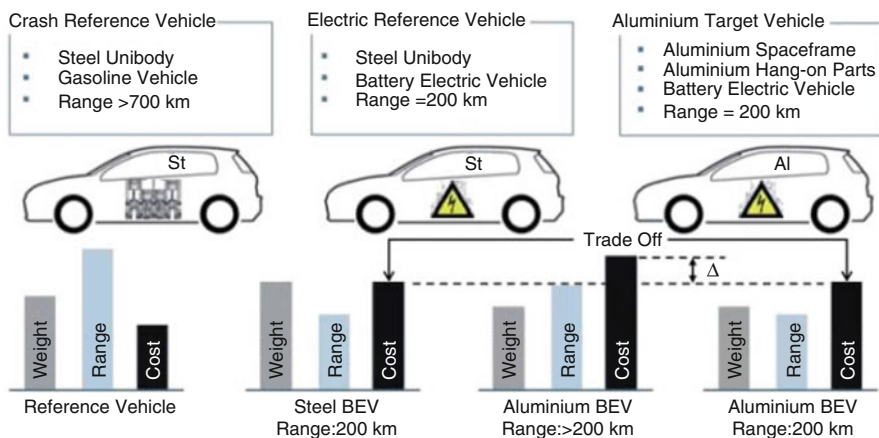 Crash Reference Vehicle
Steel Unibody
Gasoline Vehicle
Range >700 km
Electric Reference Vehicle
Steel Unibody
Battery Electric Vehicle
Range =200 km
Aluminium Target Vehicle
Aluminium Spaceframe
Aluminium Hang-on Parts
Battery Electric Vehicle
Range = 200 km
St
St
Al
Trade Off
Δ
Weight
Range
Cost
Weight
Range
Cost
Weight
Range
Cost
Weight
Range
Cost
Reference Vehicle
Steel BEV
Range:200 km
Aluminium BEV
Range:>200 km
Aluminium BEV
Range:200 km